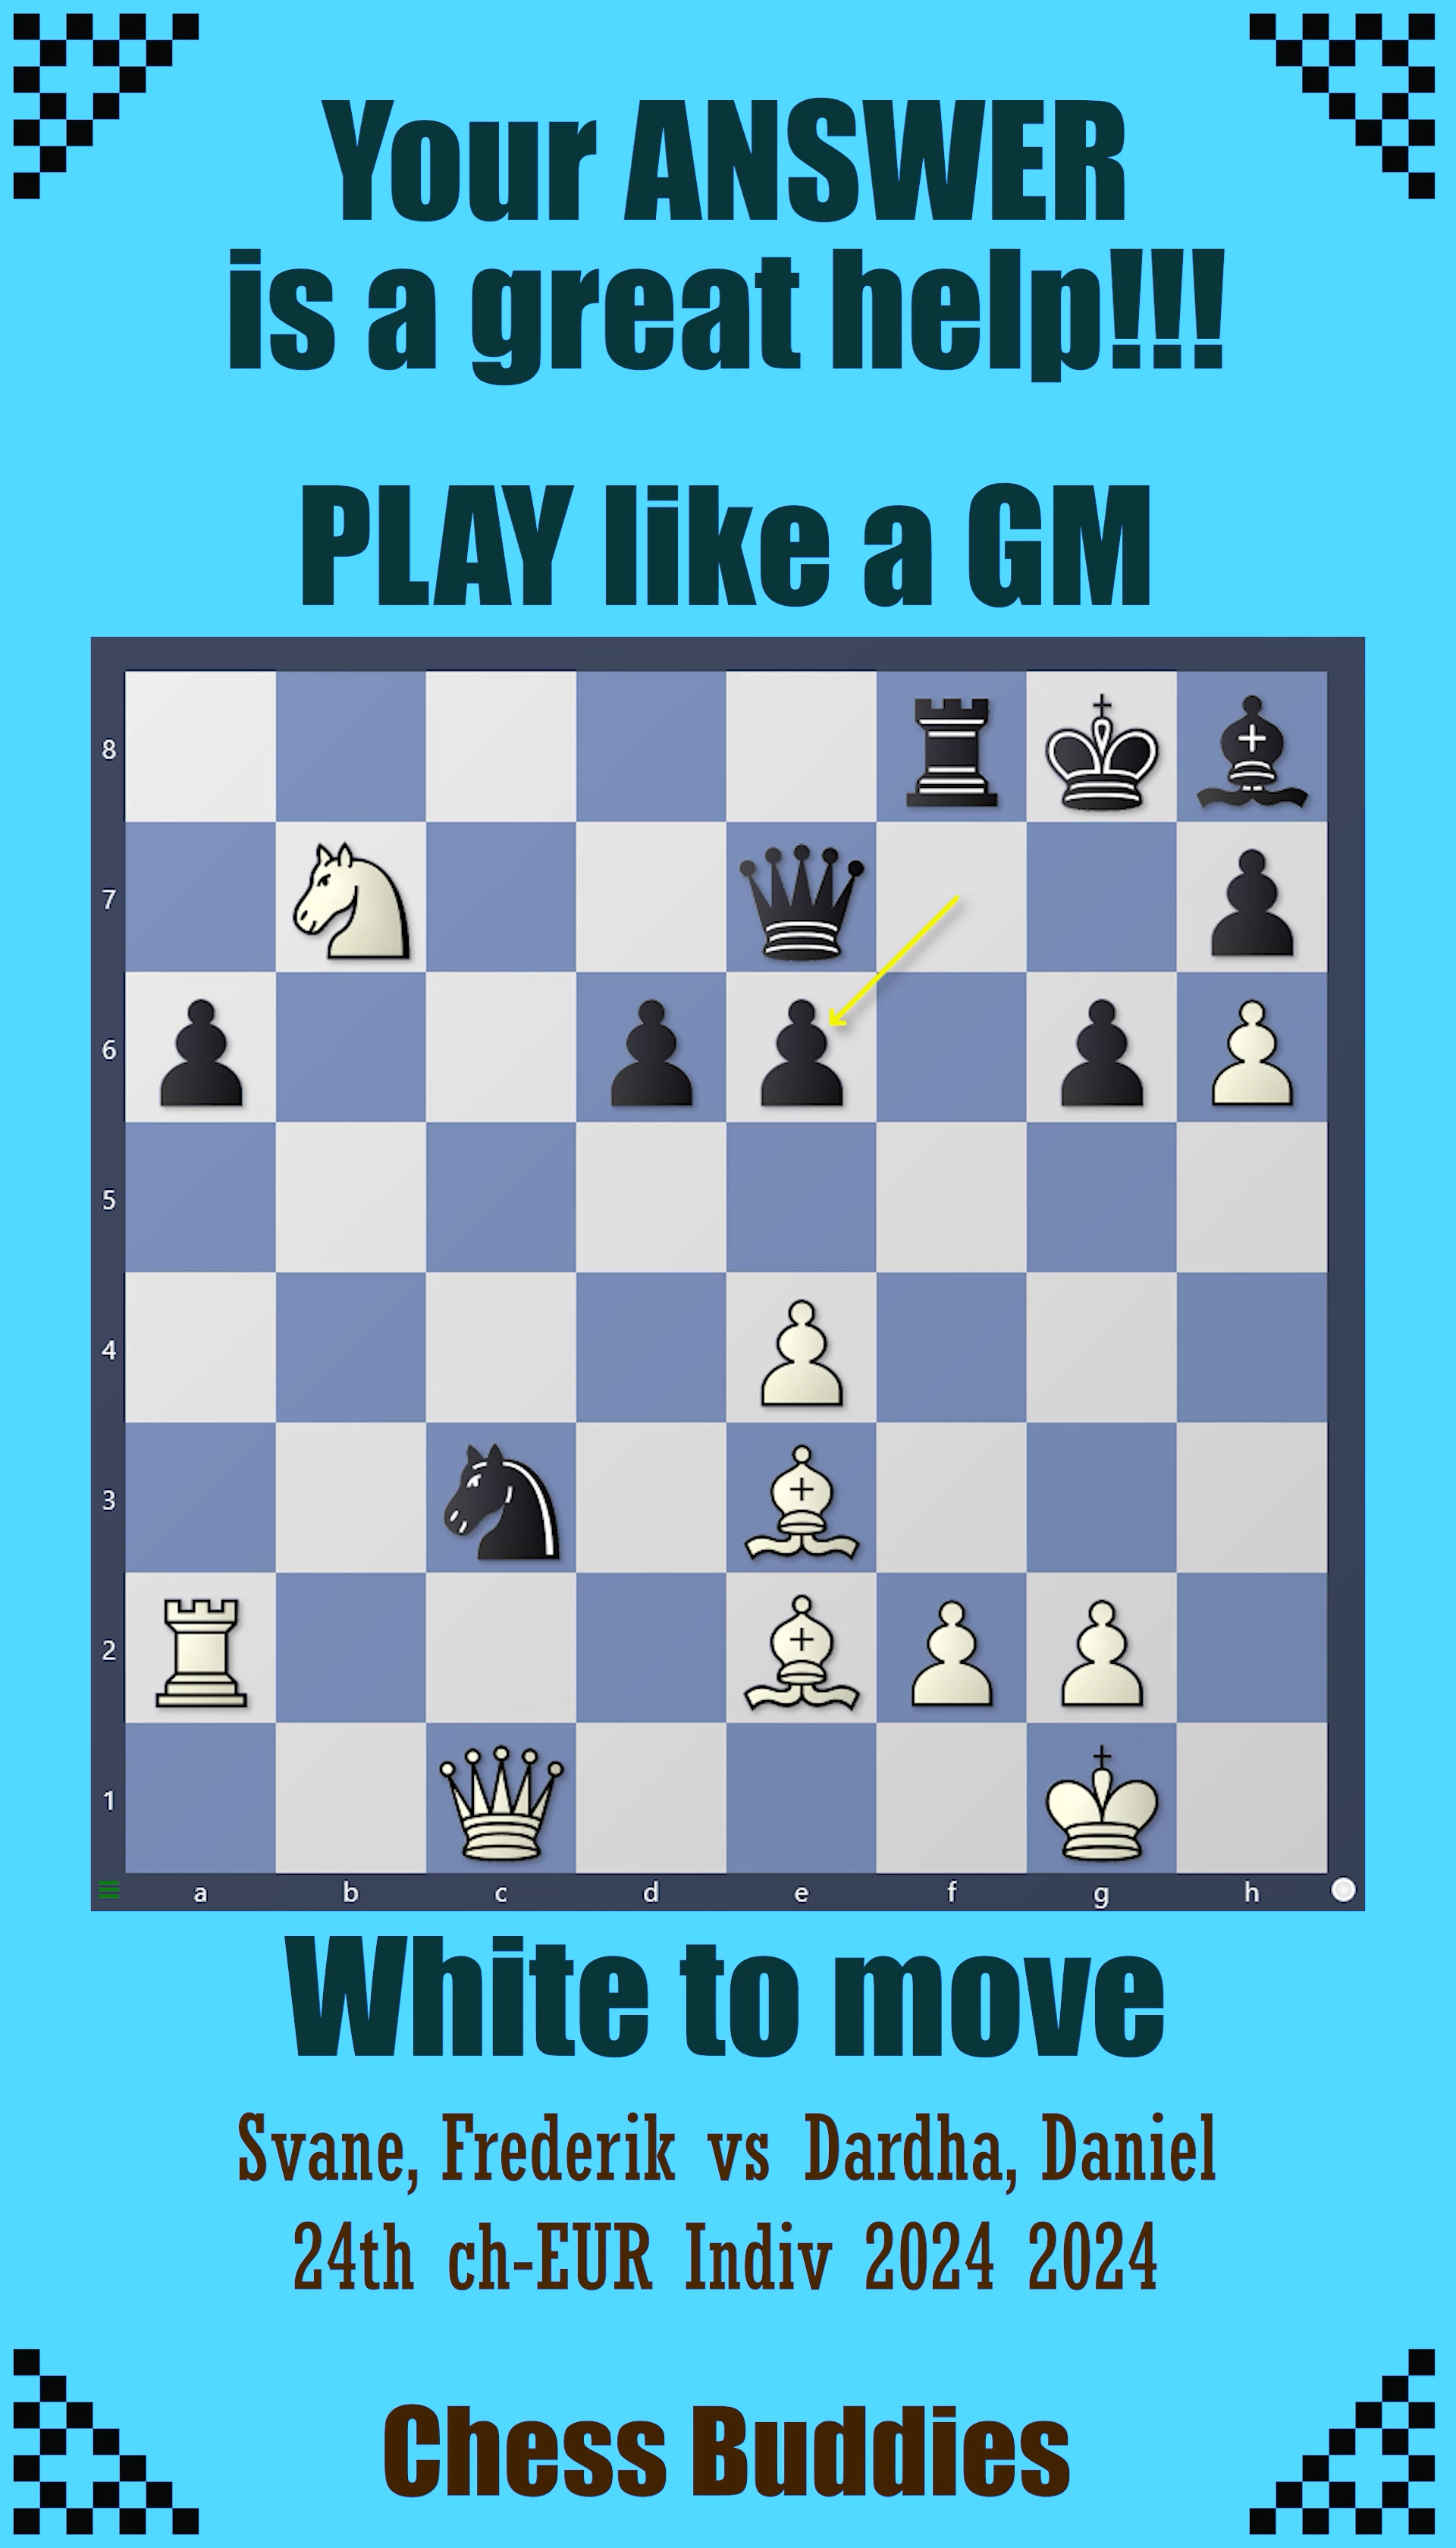 Your ANSWER
is a great help!!!
PLAY like a GM
8
7
6
5
4
3
2
1
a b c d e f g h
White to move
Svane, Frederik vs Dardha, Daniel
24th ch-EUR Indiv 2024 2024
Chess Buddies